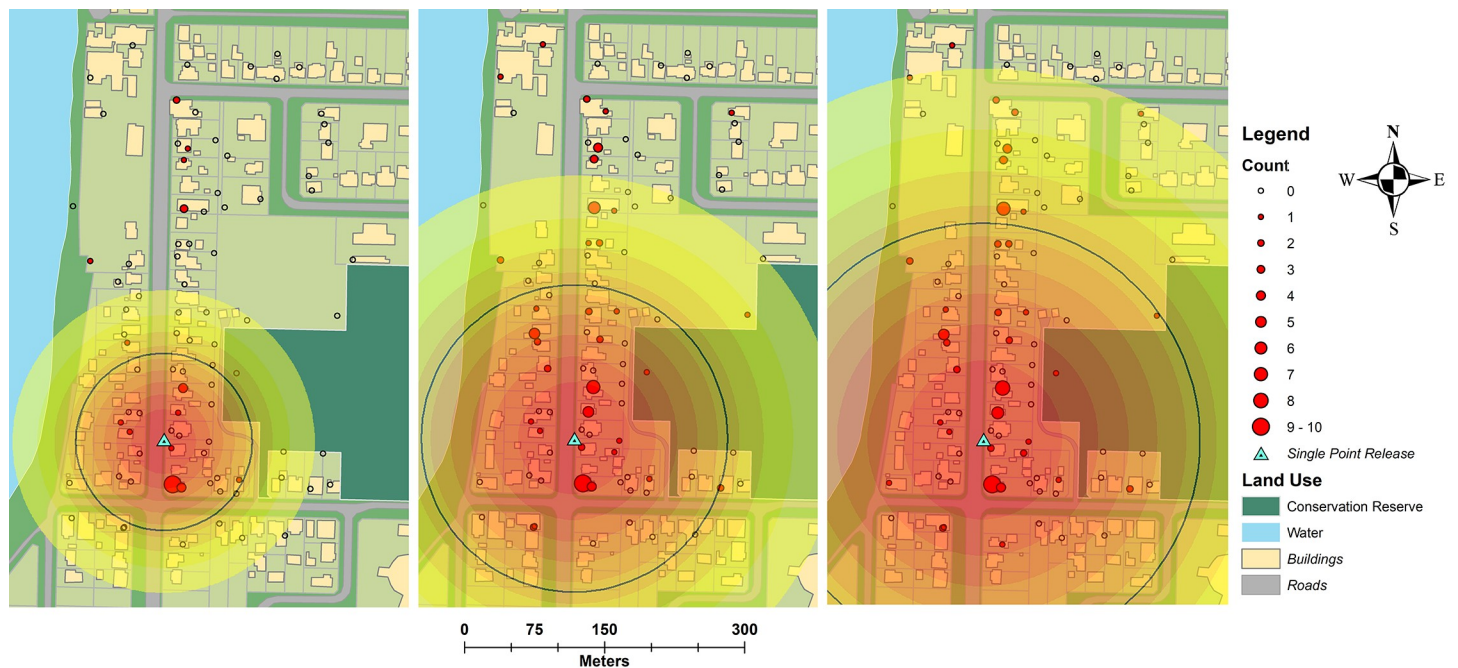 Legend
Count
0
1
2
3
4
5
6
7
8
9 - 10
Single Point Release
Land Use
Conservation Reserve
Water
Buildings
Roads
N
W E
S
0 75 150 300
Meters